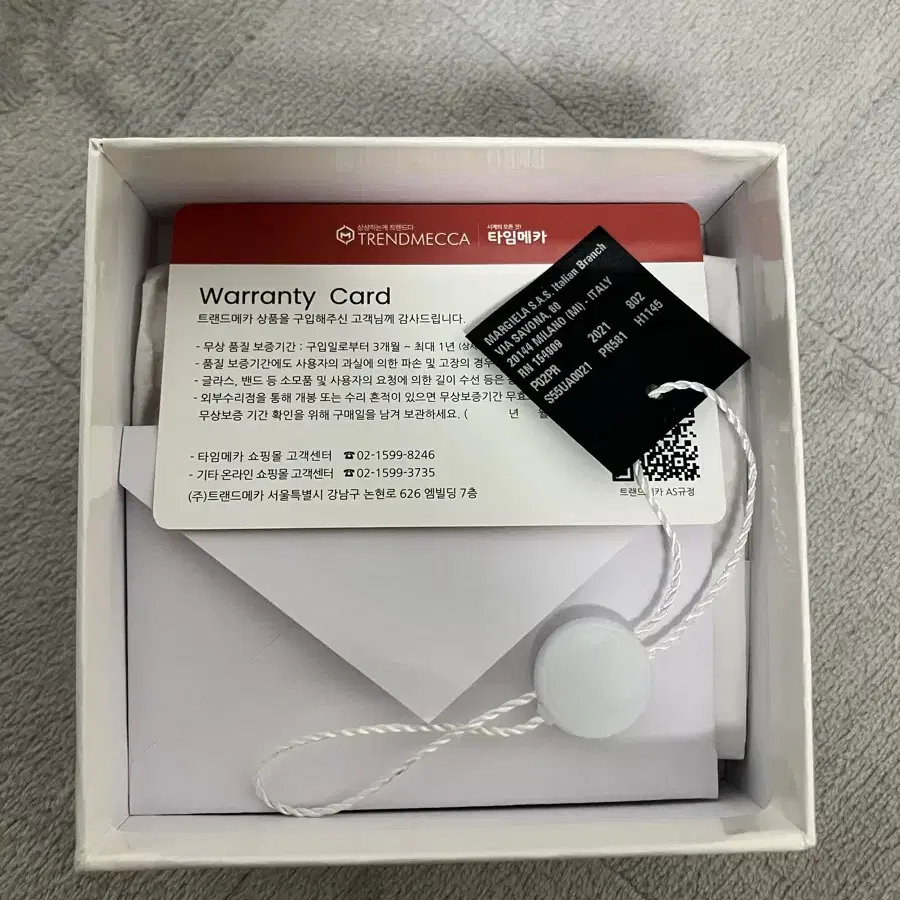 상상하는게 트랜드다
TRENDMECCA
시계의 모든 것!
타임메카
Warranty Card
트랜드메카 상품을 구입해주신 고객님께 감사드립니다.
- 무상 품질 보증기간 : 구입일로부터 3개월 ~ 최대 1년
- 품질 보증기간에도 사용자의 과실에 의한 파손 및 고장의 경우
- 글라스, 밴드 등 소모품 및 사용자의 요청에 의한 길이 수선 등은
- 외부수리점을 통해 개봉 또는 수리 흔적이 있으면 무상보증기간 무효
무상보증 기간 확인을 위해 구매일을 남겨 보관하세요. ( 년
- 타임메카 쇼핑몰 고객센터 ☎02-1599-8246
- 기타 온라인 쇼핑몰 고객센터 ☎02-1599-3735
(주)트랜드메카 서울특별시 강남구 논현로 626 엠빌딩 7층
트랜드메카 AS규정
MARGIELA S.A.S. Italian Branch
VIA SAVONA, 60
20144 MILANO (MI) - ITALY
RN 154909
P02PR 2021 802
S55UA0021 PR581 H1145